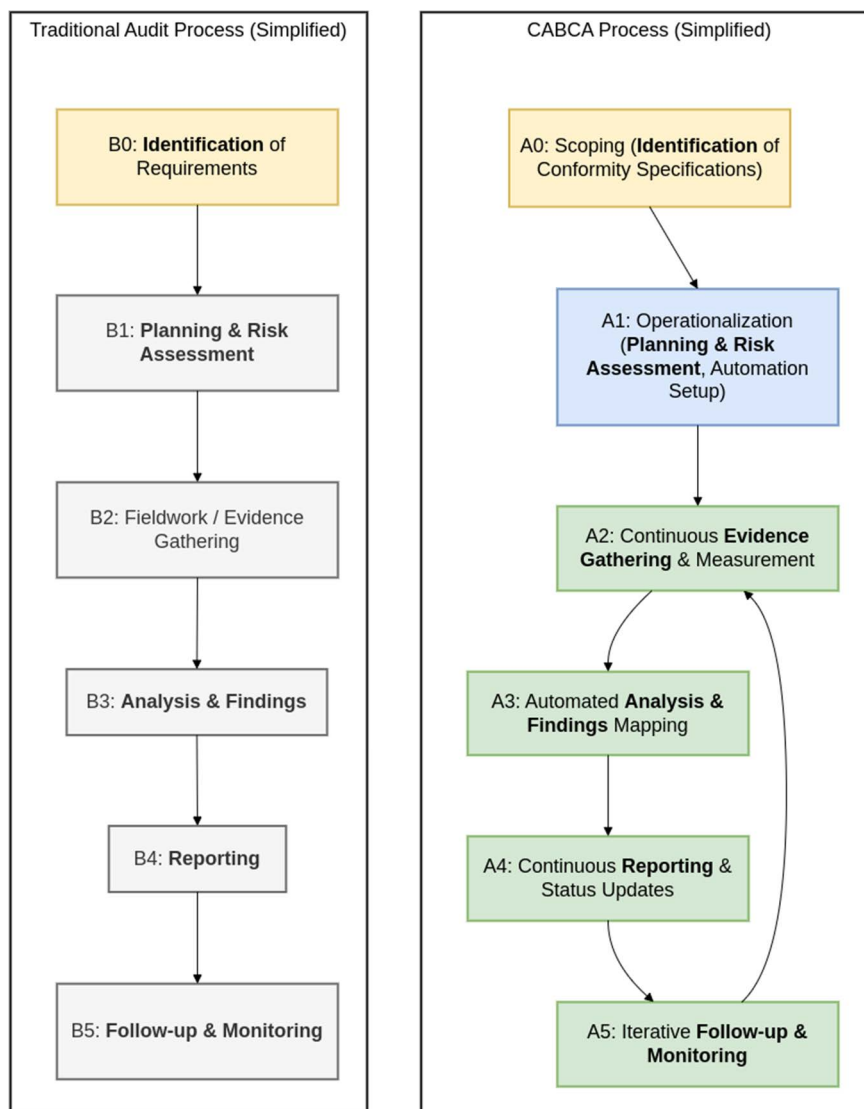 Traditional Audit Process (Simplified)
B0: Identification of
Requirements
B1: Planning & Risk
Assessment
B2: Fieldwork / Evidence
Gathering
B3: Analysis & Findings
B4: Reporting
B5: Follow-up & Monitoring
CABCA Process (Simplified)
A0: Scoping (Identification of
Conformity Specifications)
A1: Operationalization
(Planning & Risk
Assessment, Automation
Setup)
A2: Continuous Evidence
Gathering & Measurement
A3: Automated Analysis &
Findings Mapping
A4: Continuous Reporting &
Status Updates
A5: Iterative Follow-up &
Monitoring